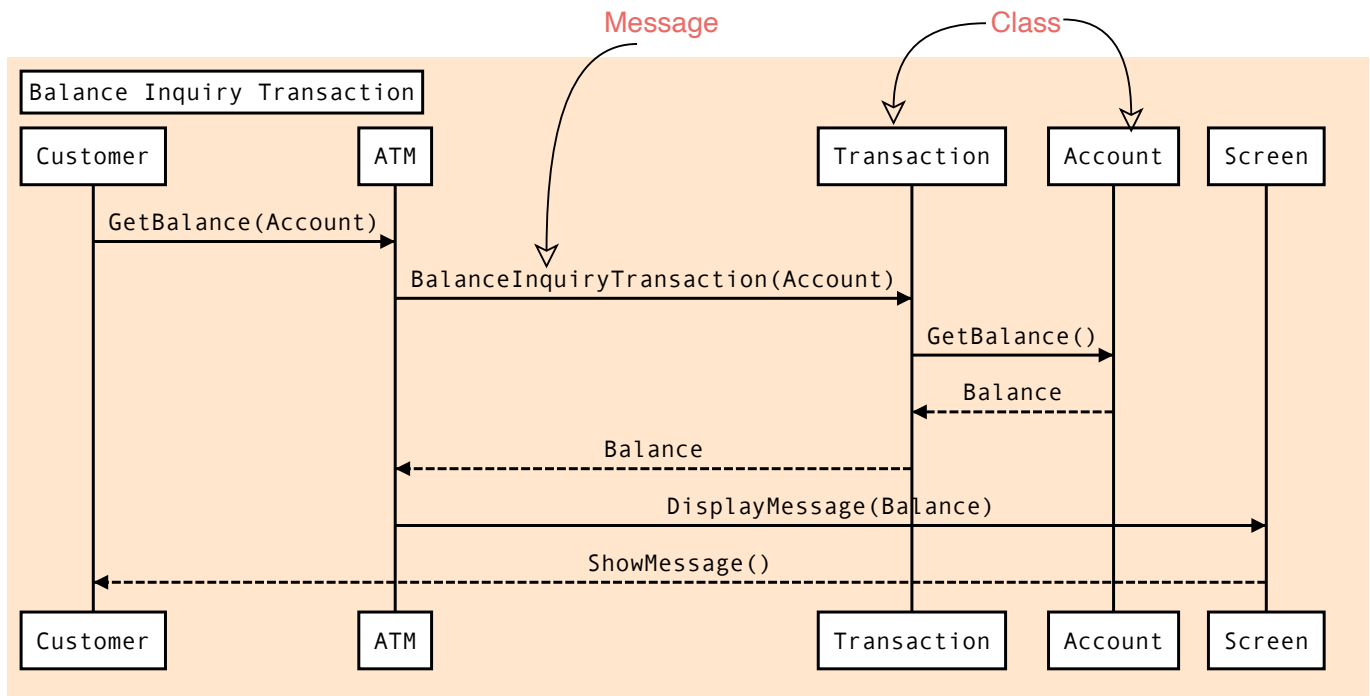 Message
Class
Balance Inquiry Transaction
Customer
ATM
Transaction
Account
Screen
GetBalance(Account)
BalanceInquiryTransaction(Account)
GetBalance()
Balance
Balance
DisplayMessage(Balance)
ShowMessage()
Customer
ATM
Transaction
Account
Screen